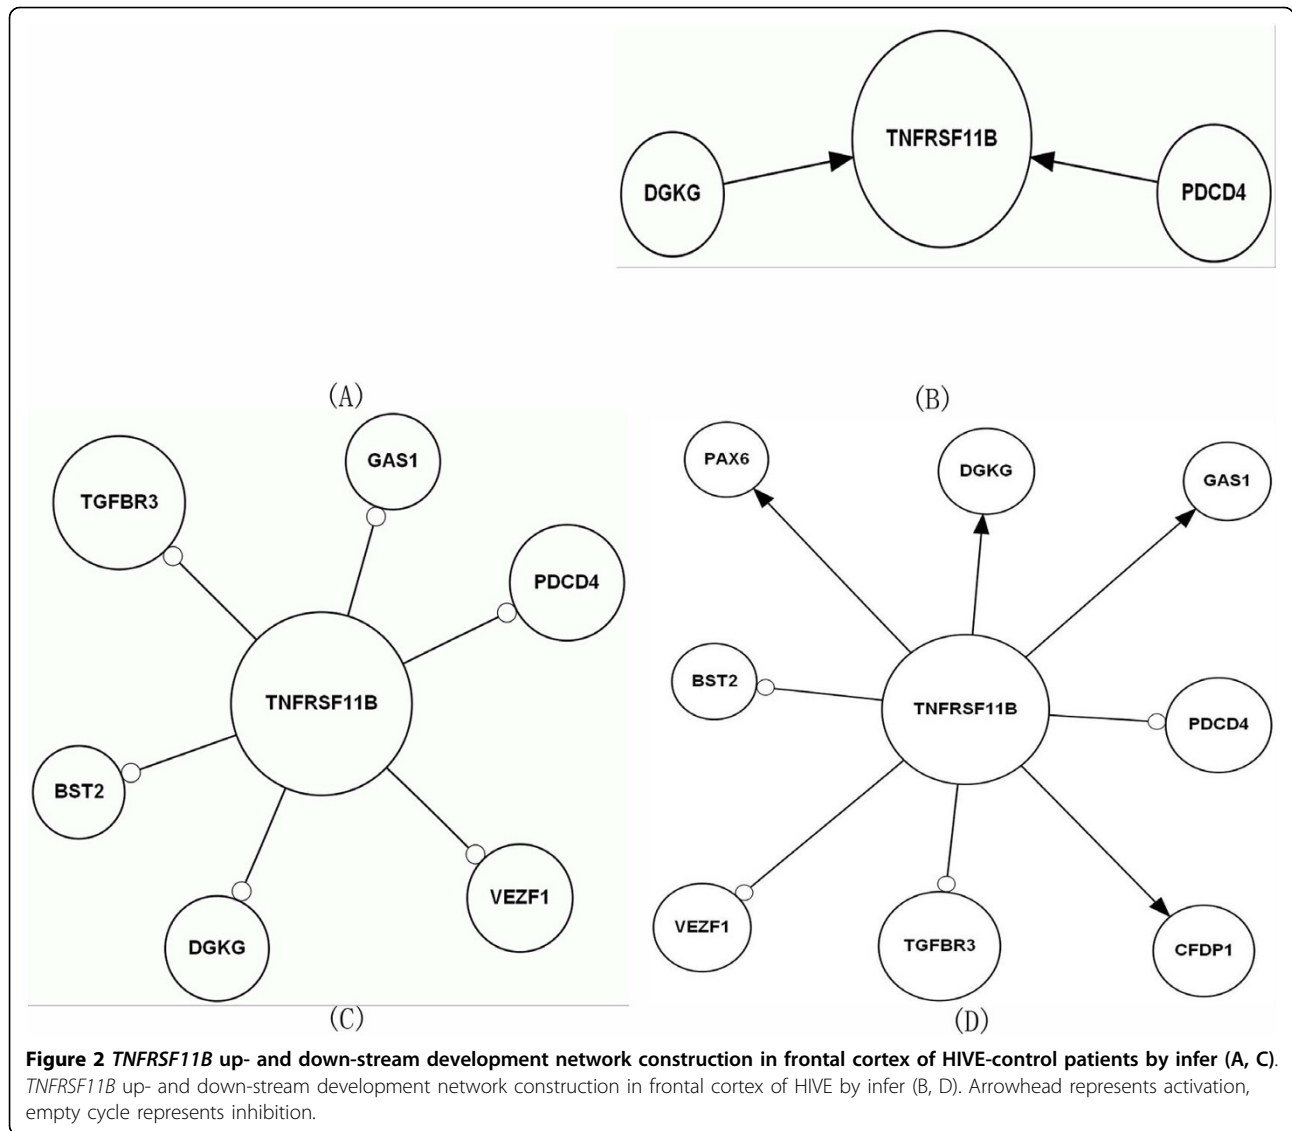 TNFRSF11B
DGKG
PDCD4
(A)
(B)
GAS1
TGFBR3
PDCD4
TNFRSF11B
BST2
VEZF1
DGKG
(C)
PAX6
DGKG
GAS1
BST2
TNFRSF11B
PDCD4
VEZF1
TGFBR3
CFDP1
(D)
Figure 2 TNFRSF11B up- and down-stream development network construction in frontal cortex of HIVE-control patients by infer (A, C).
TNFRSF11B up- and down-stream development network construction in frontal cortex of HIVE by infer (B, D). Arrowhead represents activation,
empty cycle represents inhibition.